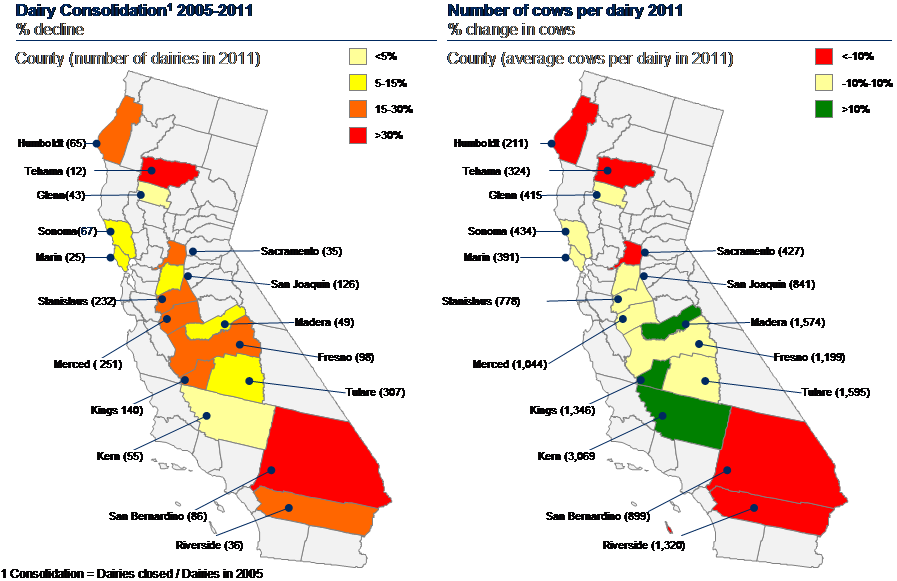 Dairy Consolidation¹ 2005-2011
% decline
County (number of dairies in 2011)
<5%
5-15%
15-30%
>30%
Humboldt (65)
Tehama (12)
Glenn(43)
Sonoma(67)
Marin (25)
Sacramento (35)
San Joaquin (126)
Stanislaus (232)
Madera (49)
Merced ( 251)
Fresno (98)
Tulare (307)
Kings 140)
Kern (55)
San Bernardino (86)
Riverside (36)
1 Consolidation = Dairies closed / Dairies in 2005
Number of cows per dairy 2011
% change in cows
County (average cows per dairy in 2011)
<-10%
-10%-10%
>10%
Humboldt (211)
Tehama (324)
Glenn (415
Sonoma (434)
Marin (391)
Sacramento (427)
San Joaquin (841)
Stanislaus (778)
Madera (1,574)
Merced (1,044)
Fresno (1,199)
Tulare (1,595)
Kings (1,346)
Kern (3,069
San Bernardino (899)
Riverside (1,320)